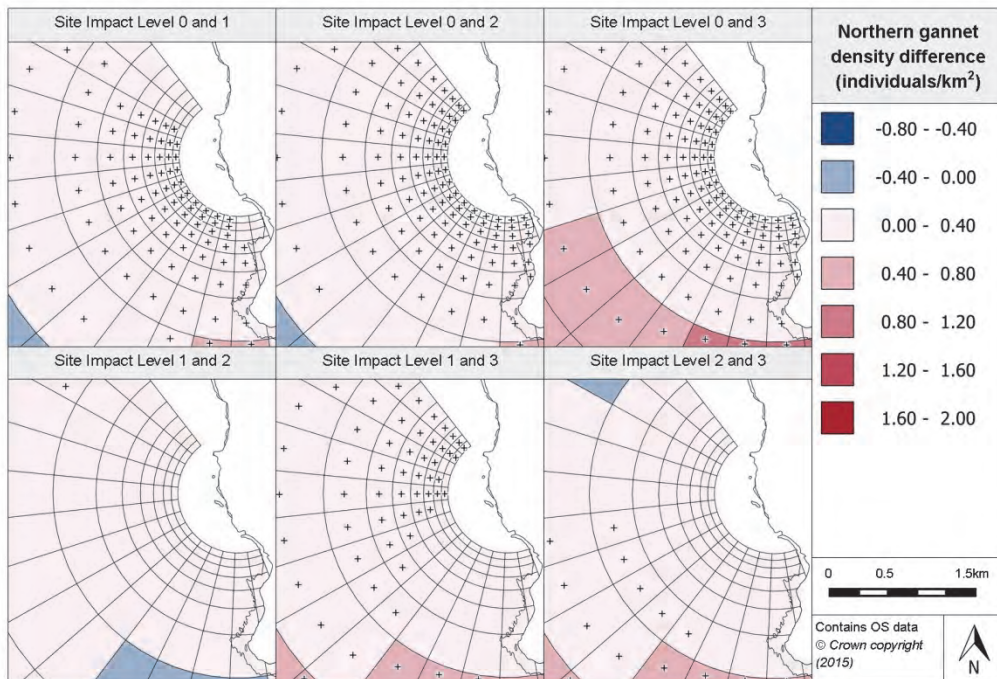 Site Impact Level 0 and 1
Site Impact Level 0 and 2
Site Impact Level 0 and 3
Site Impact Level 1 and 2
Site Impact Level 1 and 3
Site Impact Level 2 and 3
Northern gannet
density difference
(individuals/km²)
-0.80 - -0.40
-0.40 - 0.00
0.00 - 0.40
0.40 - 0.80
0.80 - 1.20
1.20 - 1.60
1.60 - 2.00
0 0.5 1.5km
Contains OS data
© Crown copyright
(2015)
N